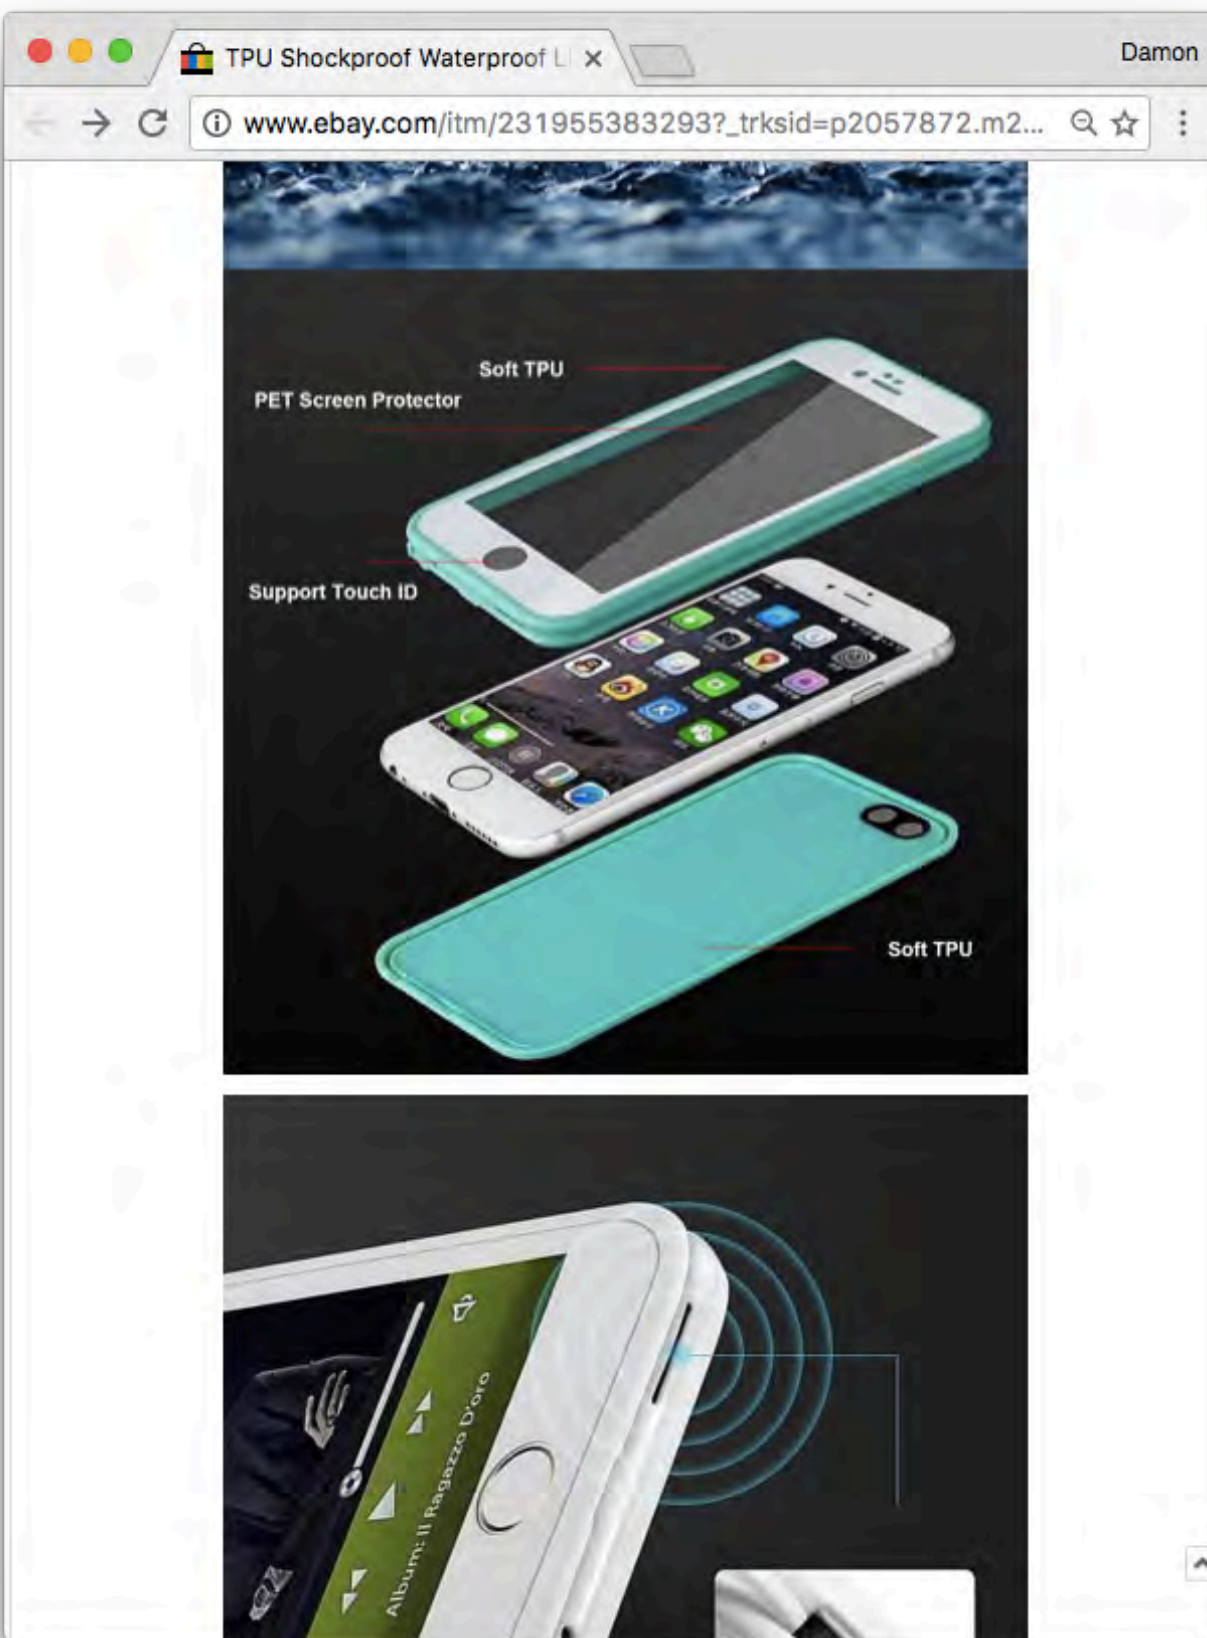 TPU Shockproof Waterproof Li
Damon
www.ebay.com/itm/231955383293?_trksid=p2057872.m2...
Soft TPU
PET Screen Protector
Support Touch ID
Soft TPU
Album: Il Ragazzo D'oro